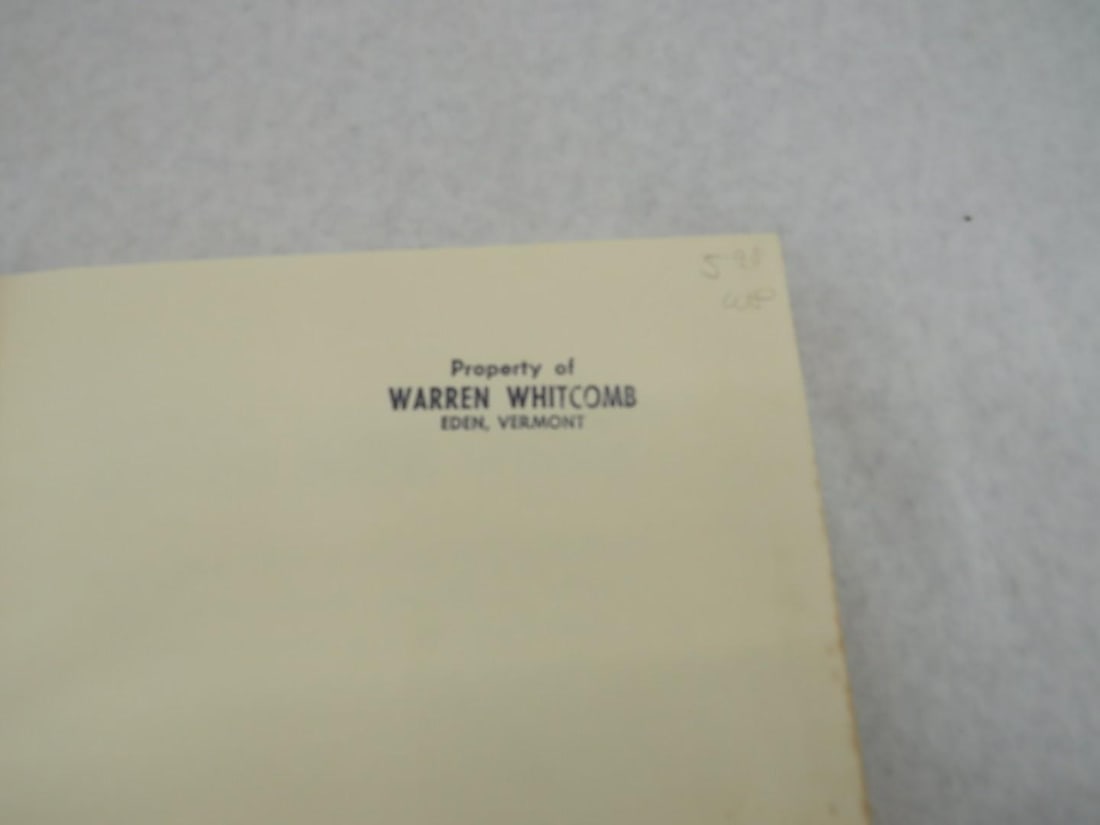 Property of
WARREN WHITCOMB
EDEN, VERMONT